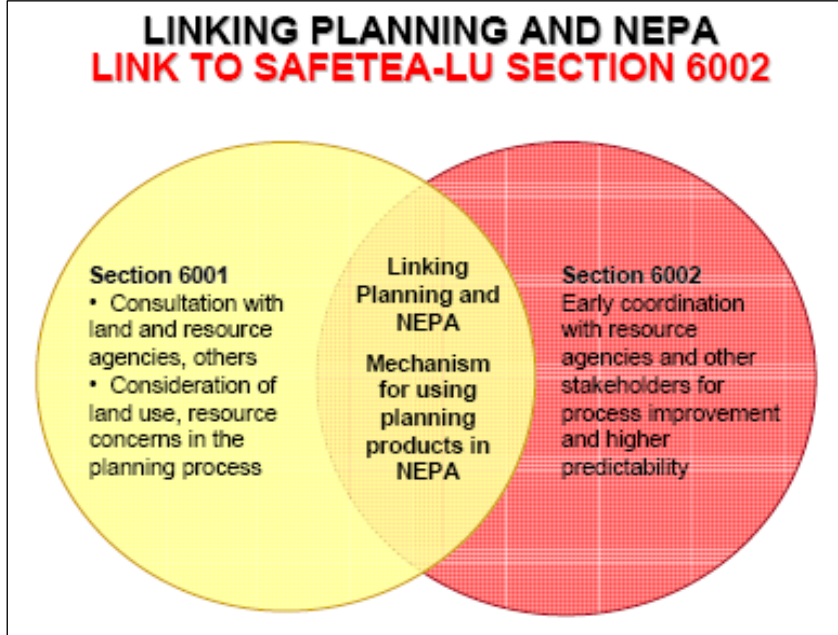 LINKING PLANNING AND NEPA
LINK TO SAFETEA-LU SECTION 6002
Section 6001
• Consultation with
land and resource
agencies, others
• Consideration of
land use, resource
concerns in the
planning process
Linking
Planning and
NEPA
Mechanism
for using
planning
products in
NEPA
Section 6002
Early coordination
with resource
agencies and other
stakeholders for
process improvement
and higher
predictability